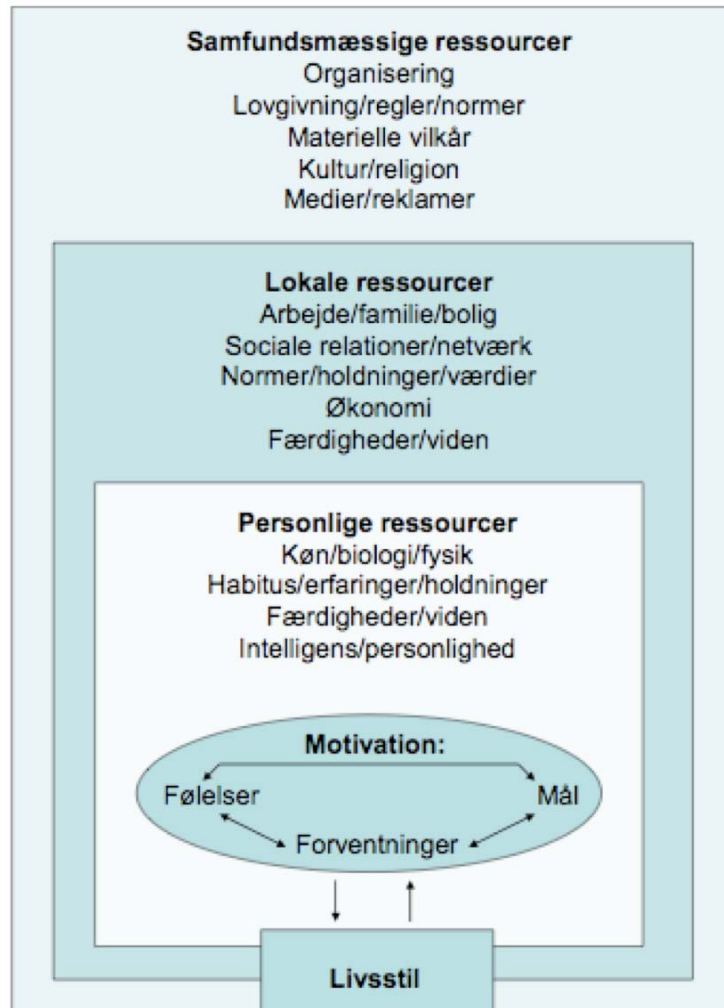 Samfundsmæssige ressourcer
Organisering
Lovgivning/regler/normer
Materielle vilkår
Kultur/religion
Medier/reklamer
Lokale ressourcer
Arbejde/familie/bolig
Sociale relationer/netværk
Normer/holdninger/værdier
Økonomi
Færdigheder/viden
Personlige ressourcer
Køn/biologi/fysik
Habitus/erfaringer/holdninger
Færdigheder/viden
Intelligens/personlighed
Motivation:
Følelser
Mål
Forventninger
Livsstil